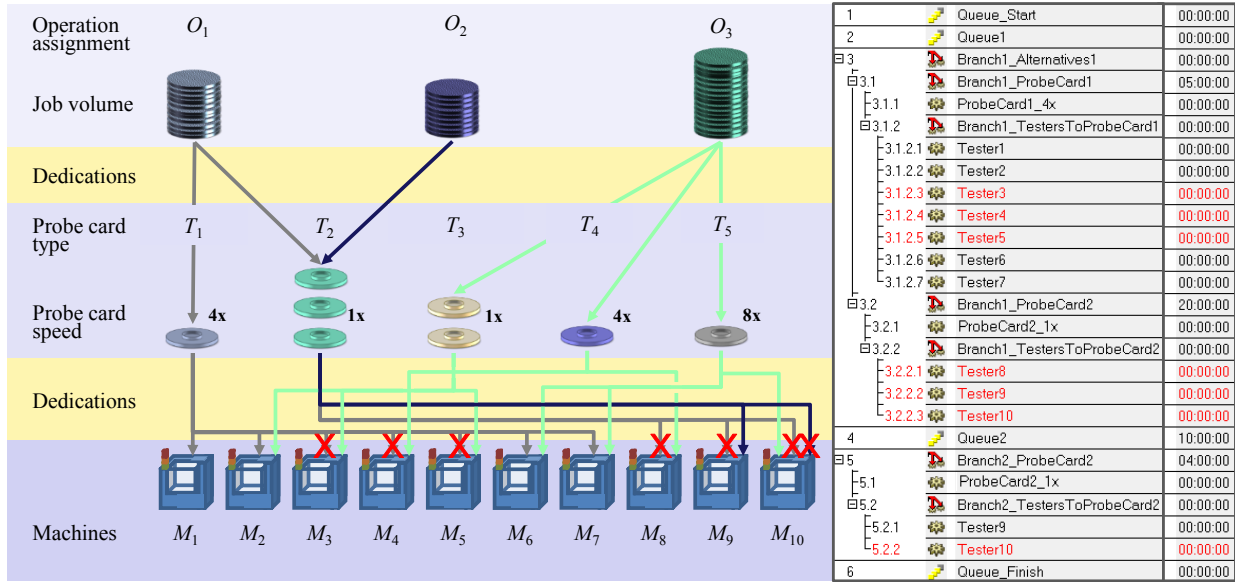 Operation assignment O1 O2 O3
Job volume
Dedications
Probe card type T1 T2 T3 T4 T5
Probe card speed 4x 1x 1x 4x 8x
Dedications
X X X X X X X
Machines M1 M2 M3 M4 M5 M6 M7 M8 M9 M10
1 Queue_Start 00:00:00
2 Queue1 00:00:00
3 Branch1_Alternatives1 00:00:00
3.1 Branch1_ProbeCard1 05:00:00
3.1.1 ProbeCard1_4x 00:00:00
3.1.2 Branch1_TestersToProbeCard1 00:00:00
3.1.2.1 Tester1 00:00:00
3.1.2.2 Tester2 00:00:00
3.1.2.3 Tester3 00:00:00
3.1.2.4 Tester4 00:00:00
3.1.2.5 Tester5 00:00:00
3.1.2.6 Tester6 00:00:00
3.1.2.7 Tester7 00:00:00
3.2 Branch1_ProbeCard2 20:00:00
3.2.1 ProbeCard2_1x 00:00:00
3.2.2 Branch1_TestersToProbeCard2 00:00:00
3.2.2.1 Tester8 00:00:00
3.2.2.2 Tester9 00:00:00
3.2.2.3 Tester10 00:00:00
4 Queue2 10:00:00
5 Branch2_ProbeCard2 04:00:00
5.1 ProbeCard2_1x 00:00:00
5.2 Branch2_TestersToProbeCard2 00:00:00
5.2.1 Tester9 00:00:00
5.2.2 Tester10 00:00:00
6 Queue_Finish 00:00:00